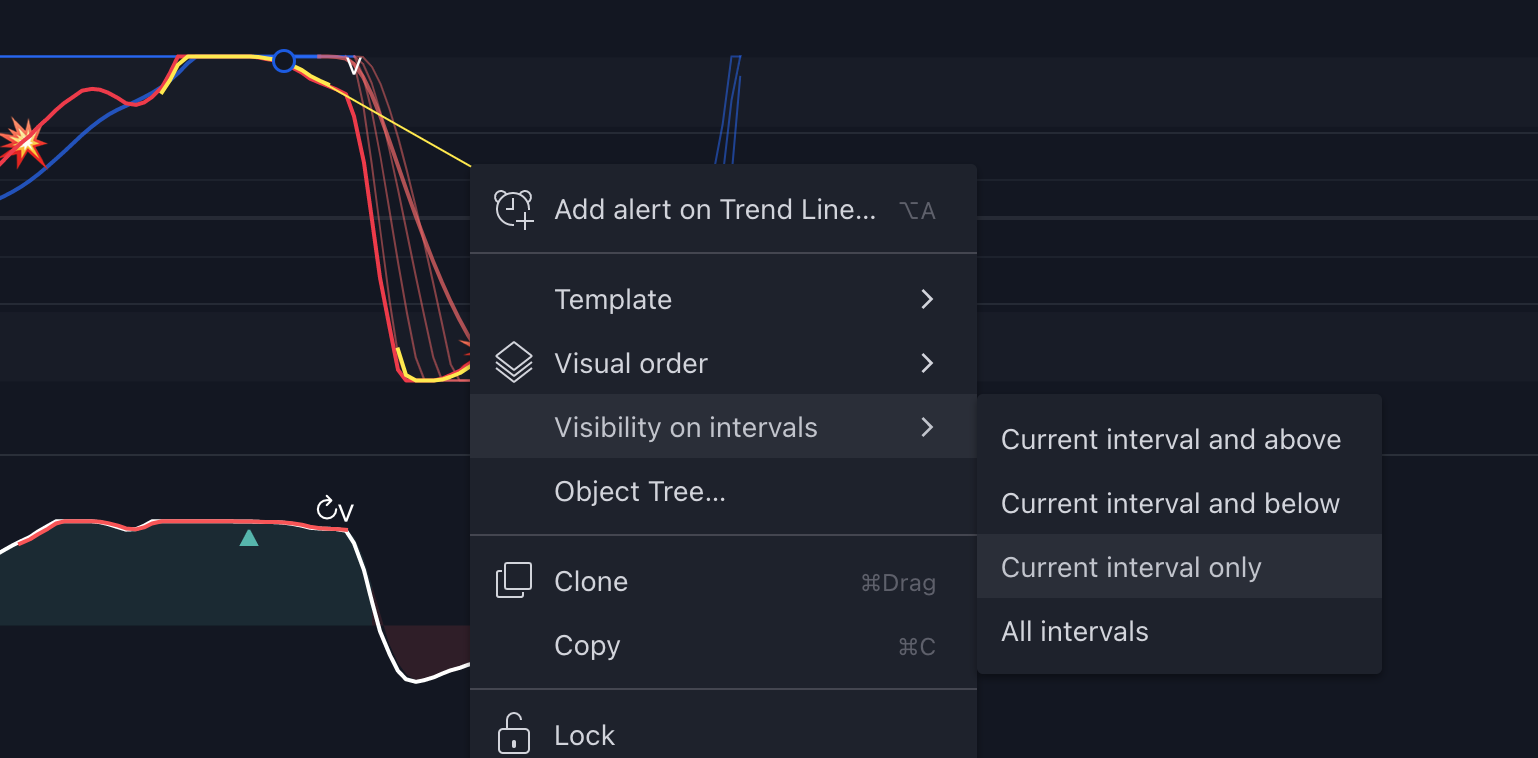 V
Add alert on Trend Line... ⌥A
Template
Visual order
Visibility on intervals
Current interval and above
Current interval and below
Object Tree...
Current interval only
V
Clone ⌘Drag
All intervals
Copy ⌘C
Lock